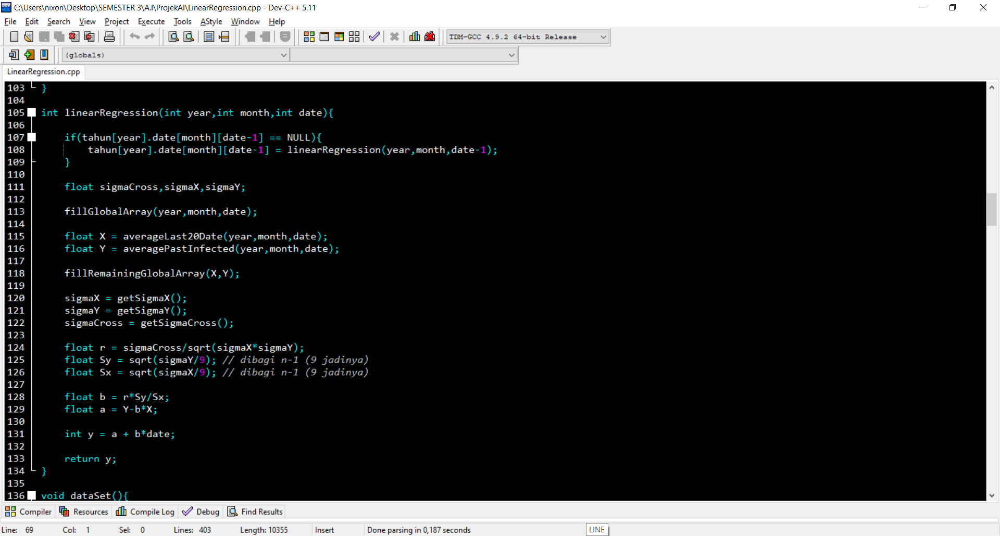 C:\Users\nixon\Desktop\SEMESTER 3\A.I\ProjekAI\LinearRegression.cpp - Dev-C++ 5.11
File Edit Search View Project Execute Tools AStyle Window Help
TDM-GCC 4.9.2 64-bit Release
(globals)
LinearRegression.cpp
103 }
104
105 int linearRegression(int year,int month,int date){
106
107     if(tahun[year].date[month][date-1] == NULL){
108         tahun[year].date[month][date-1] = linearRegression(year,month,date-1);
109     }
110
111     float sigmaCross,sigmaX,sigmaY;
112
113     fillGlobalArray(year,month,date);
114
115     float X = averageLast20Date(year,month,date);
116     float Y = averagePastInfected(year,month,date);
117
118     fillRemainingGlobalArray(X,Y);
119
120     sigmaX = getSigmaX();
121     sigmaY = getSigmaY();
122     sigmaCross = getSigmaCross();
123
124     float r = sigmaCross/sqrt(sigmaX*sigmaY);
125     float Sy = sqrt(sigmaY/9); // dibagi n-1 (9 jadinya)
126     float Sx = sqrt(sigmaX/9); // dibagi n-1 (9 jadinya)
127
128     float b = r*Sy/Sx;
129     float a = Y-b*X;
130
131     int y = a + b*date;
132
133     return y;
134 }
135
136 void dataSet(){
Compiler Resources Compile Log Debug Find Results
Line: 69 Col: 1 Sel: 0 Lines: 403 Length: 10355 Insert Done parsing in 0,187 seconds LINE